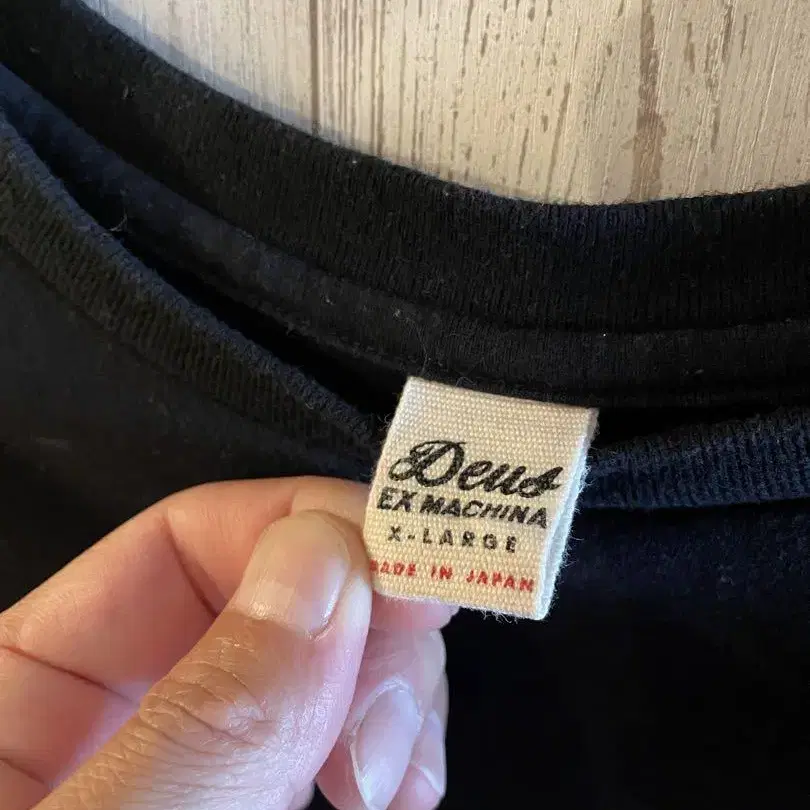 Deus
EX MACHINA
X-LARGE
MADE IN JAPAN